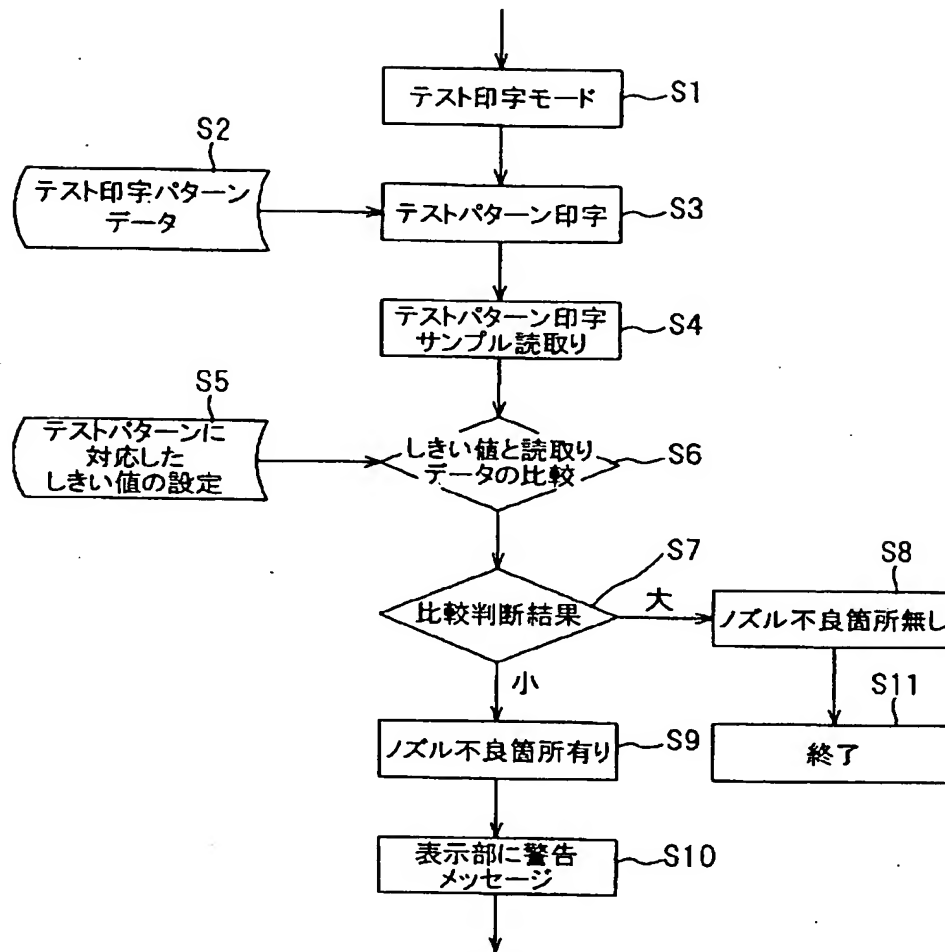 テスト印字モード
S1
S2
テスト印字パターン
データ
テストパターン印字
S3
テストパターン印字
サンプル読取り
S4
S5
テストパターンに
対応した
しきい値の設定
しきい値と読取り
データの比較
S6
S7
比較判断結果
大
S8
ノズル不良箇所無し
小
S11
終了
ノズル不良箇所有り
S9
表示部に警告
メッセージ
S10